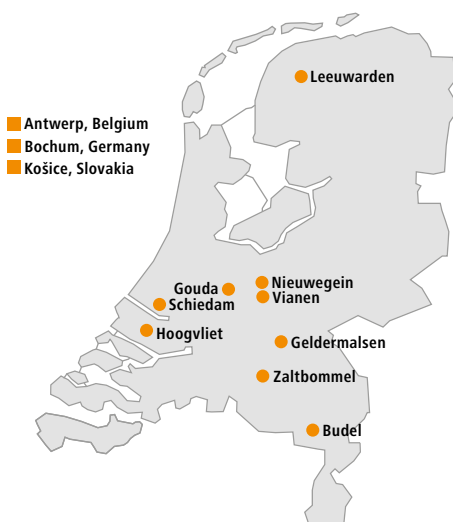 Leeuwarden
Antwerp, Belgium
Bochum, Germany
Košice, Slovakia
Nieuwegein
Gouda
Vianen
Schiedam
Hoogvliet
Geldermalsen
Zaltbommel
Budel